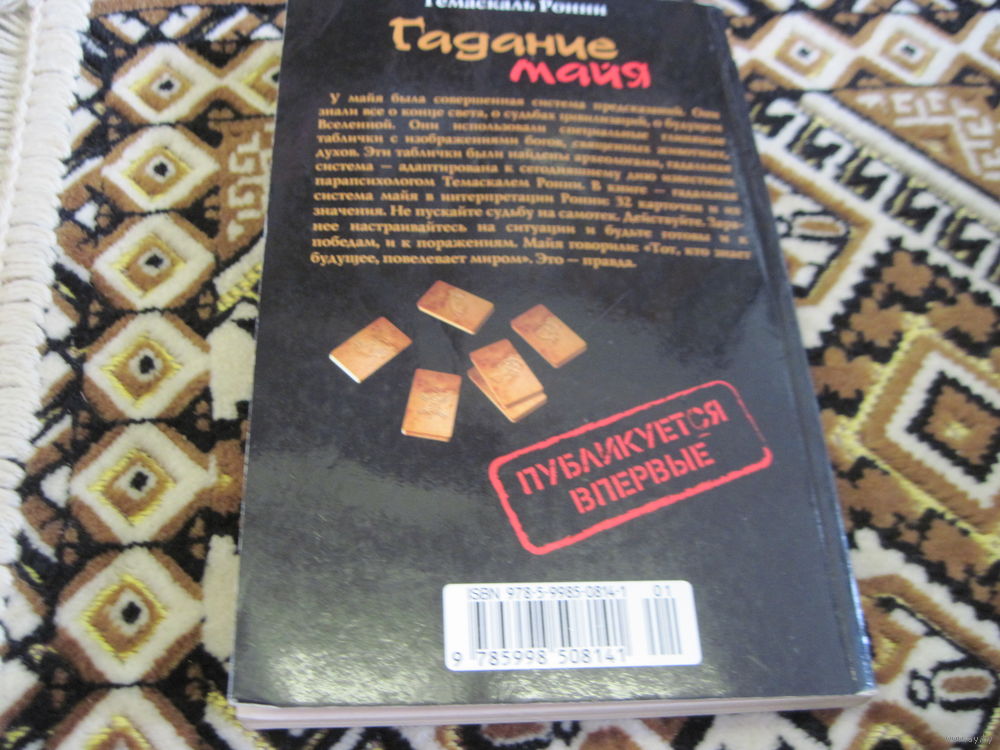 Темаскаль Ронин
Гадание
майя
У майя была совершенная система предсказаний. Они
знали все о конце света, о судьбах цивилизаций, о будущем
Вселенной. Они использовали специальные глиняные
таблички с изображениями богов, священных животных,
духов. Эти таблички были найдены археологами, гадальная
система — адаптирована к сегодняшнему дню известным
парапсихологом Темаскалем Ронин. В книге — гадальная
система майя в интерпретации Ронин: 32 карточки и их
значения. Не пускайте судьбу на самотек. Действуйте. Зара-
нее настраивайтесь на ситуации и будьте готовы и к
победам, и к поражениям. Майя говорили: «Тот, кто знает
будущее, повелевает миром». Это — правда.
ПУБЛИКУЕТСЯ
ВПЕРВЫЕ
ISBN 978-5-9985-0814-1 01
9 785998 508141